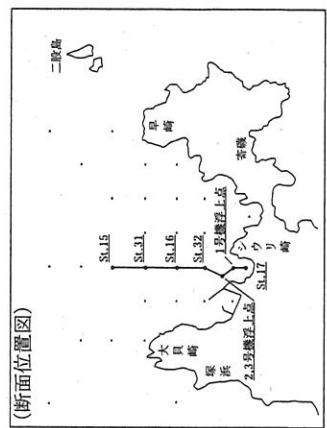 (断面位置図)
二股島
早崎
寄磯
St.15
St.31
St.16
St.32
1号機浮上点
シウリ崎
St.17
大貝崎
塚浜
2,3号機浮上点